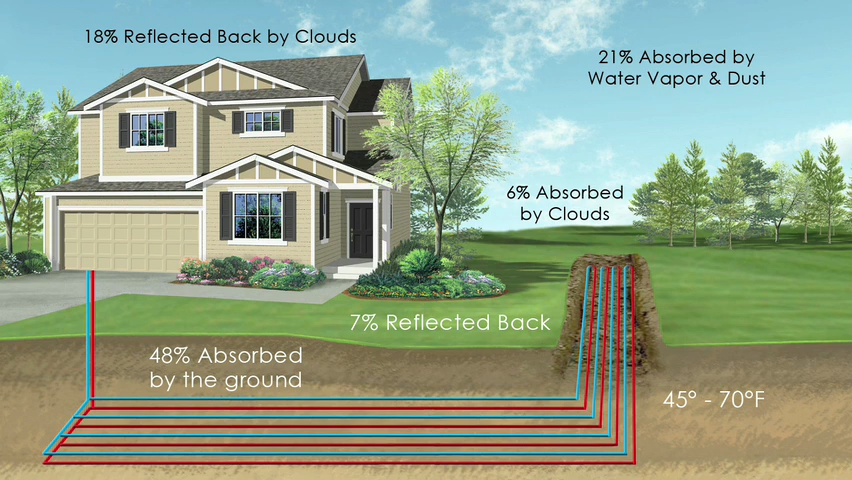 18% Reflected Back by Clouds
21% Absorbed by
Water Vapor & Dust
6% Absorbed
by Clouds
7% Reflected Back
48% Absorbed
by the ground
45° - 70°F